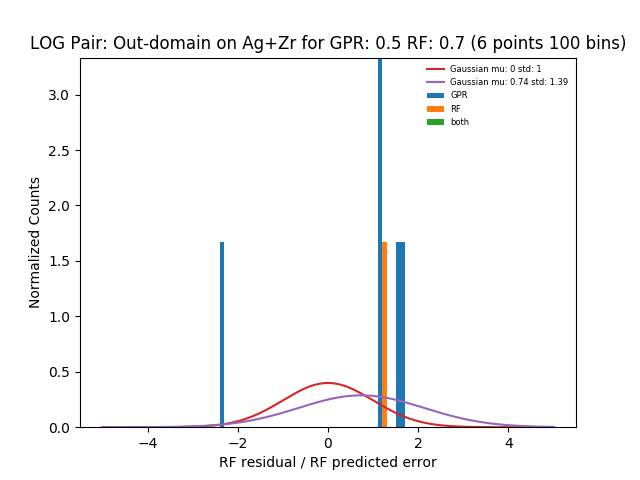 LOG Pair: Out-domain on Ag+Zr for GPR: 0.5 RF: 0.7 (6 points 100 bins)
Gaussian mu: 0 std: 1
Gaussian mu: 0.74 std: 1.39
GPR
RF
both
Normalized Counts
3.0
2.5
2.0
1.5
1.0
0.5
0.0
−4
−2
0
2
4
RF residual / RF predicted error